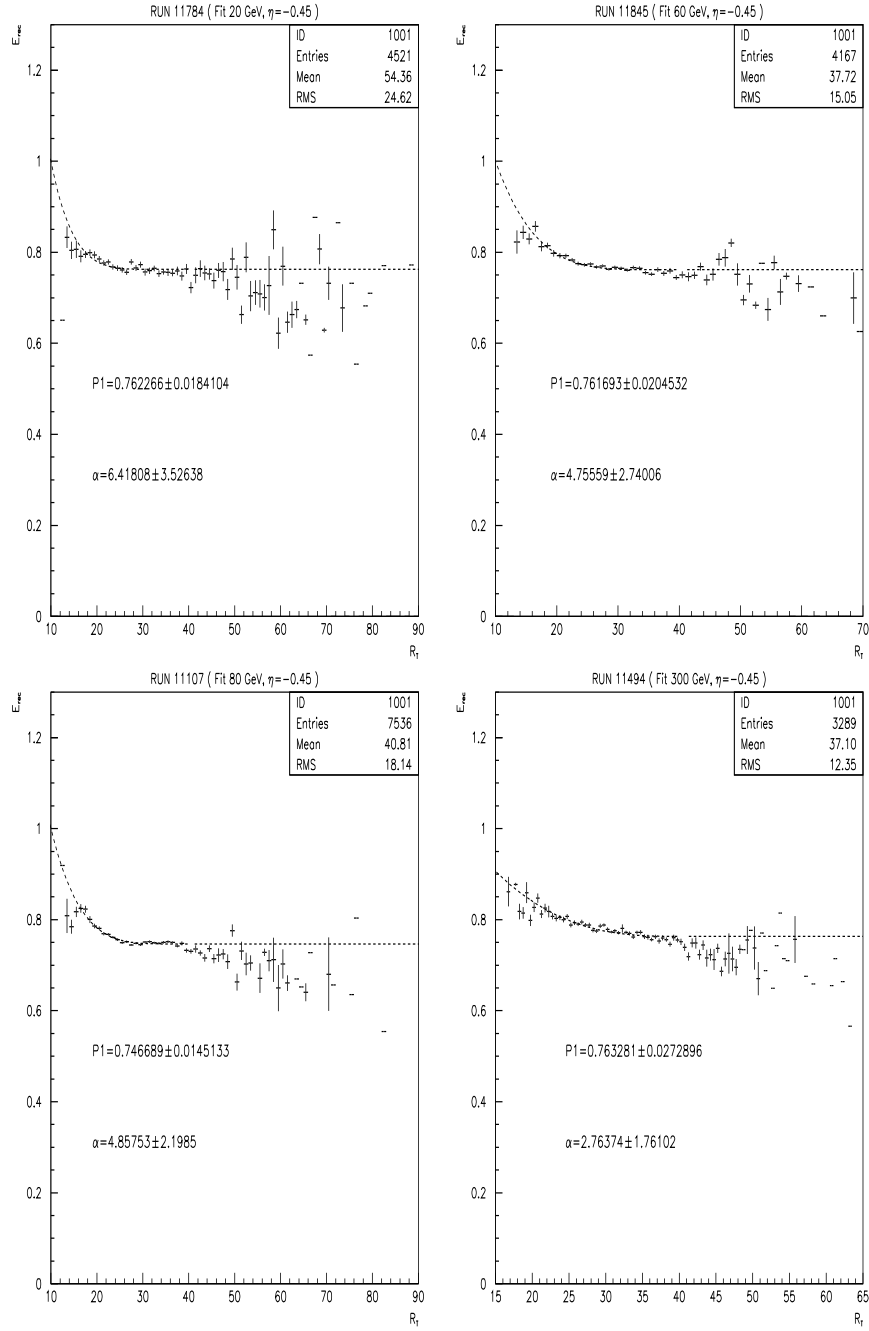 RUN 11784 ( Fit 20 GeV, η=−0.45 )
E_rec
ID 1001
Entries 4521
Mean 54.36
RMS 24.62
1.2
1
0.8
0.6
0.4
0.2
0
P1=0.762266±0.0184104
α=6.41808±3.52638
10 20 30 40 50 60 70 80 90
R_T
RUN 11845 ( Fit 60 GeV, η=−0.45 )
E_rec
ID 1001
Entries 4167
Mean 37.72
RMS 15.05
1.2
1
0.8
0.6
0.4
0.2
0
P1=0.761693±0.0204532
α=4.75559±2.74006
10 20 30 40 50 60 70
R_T
RUN 11107 ( Fit 80 GeV, η=−0.45 )
E_rec
ID 1001
Entries 7536
Mean 40.81
RMS 18.14
1.2
1
0.8
0.6
0.4
0.2
0
P1=0.746689±0.0145133
α=4.85753±2.1985
10 20 30 40 50 60 70 80 90
R_T
RUN 11494 ( Fit 300 GeV, η=−0.45 )
E_rec
ID 1001
Entries 3289
Mean 37.10
RMS 12.35
1.2
1
0.8
0.6
0.4
0.2
0
P1=0.763281±0.0272896
α=2.76374±1.76102
15 20 25 30 35 40 45 50 55 60 65
R_T